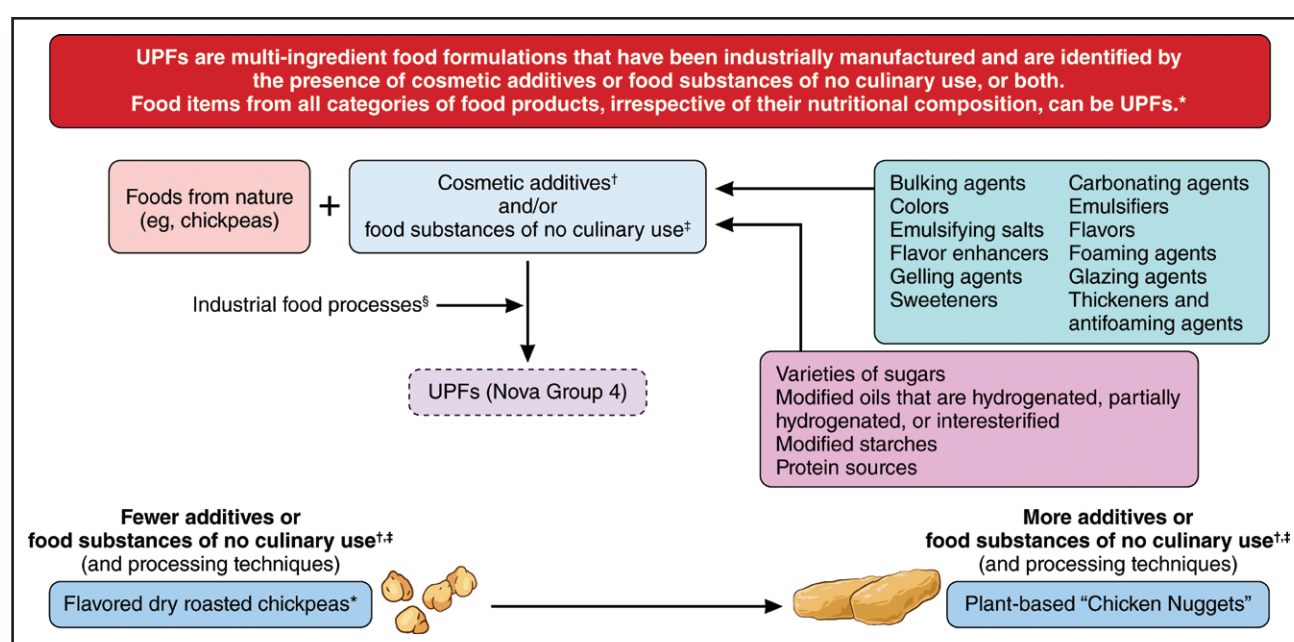 UPFs are multi-ingredient food formulations that have been industrially manufactured and are identified by
the presence of cosmetic additives or food substances of no culinary use, or both.
Food items from all categories of food products, irrespective of their nutritional composition, can be UPFs.*
Foods from nature
(eg, chickpeas)
+
Cosmetic additives†
and/or
food substances of no culinary use‡
Bulking agents
Colors
Emulsifying salts
Flavor enhancers
Gelling agents
Sweeteners
Carbonating agents
Emulsifiers
Flavors
Foaming agents
Glazing agents
Thickeners and
antifoaming agents
Industrial food processes§
UPFs (Nova Group 4)
Varieties of sugars
Modified oils that are hydrogenated, partially
hydrogenated, or interesterified
Modified starches
Protein sources
Fewer additives or
food substances of no culinary use†,‡
(and processing techniques)
Flavored dry roasted chickpeas*
More additives or
food substances of no culinary use†,‡
(and processing techniques)
Plant-based “Chicken Nuggets”